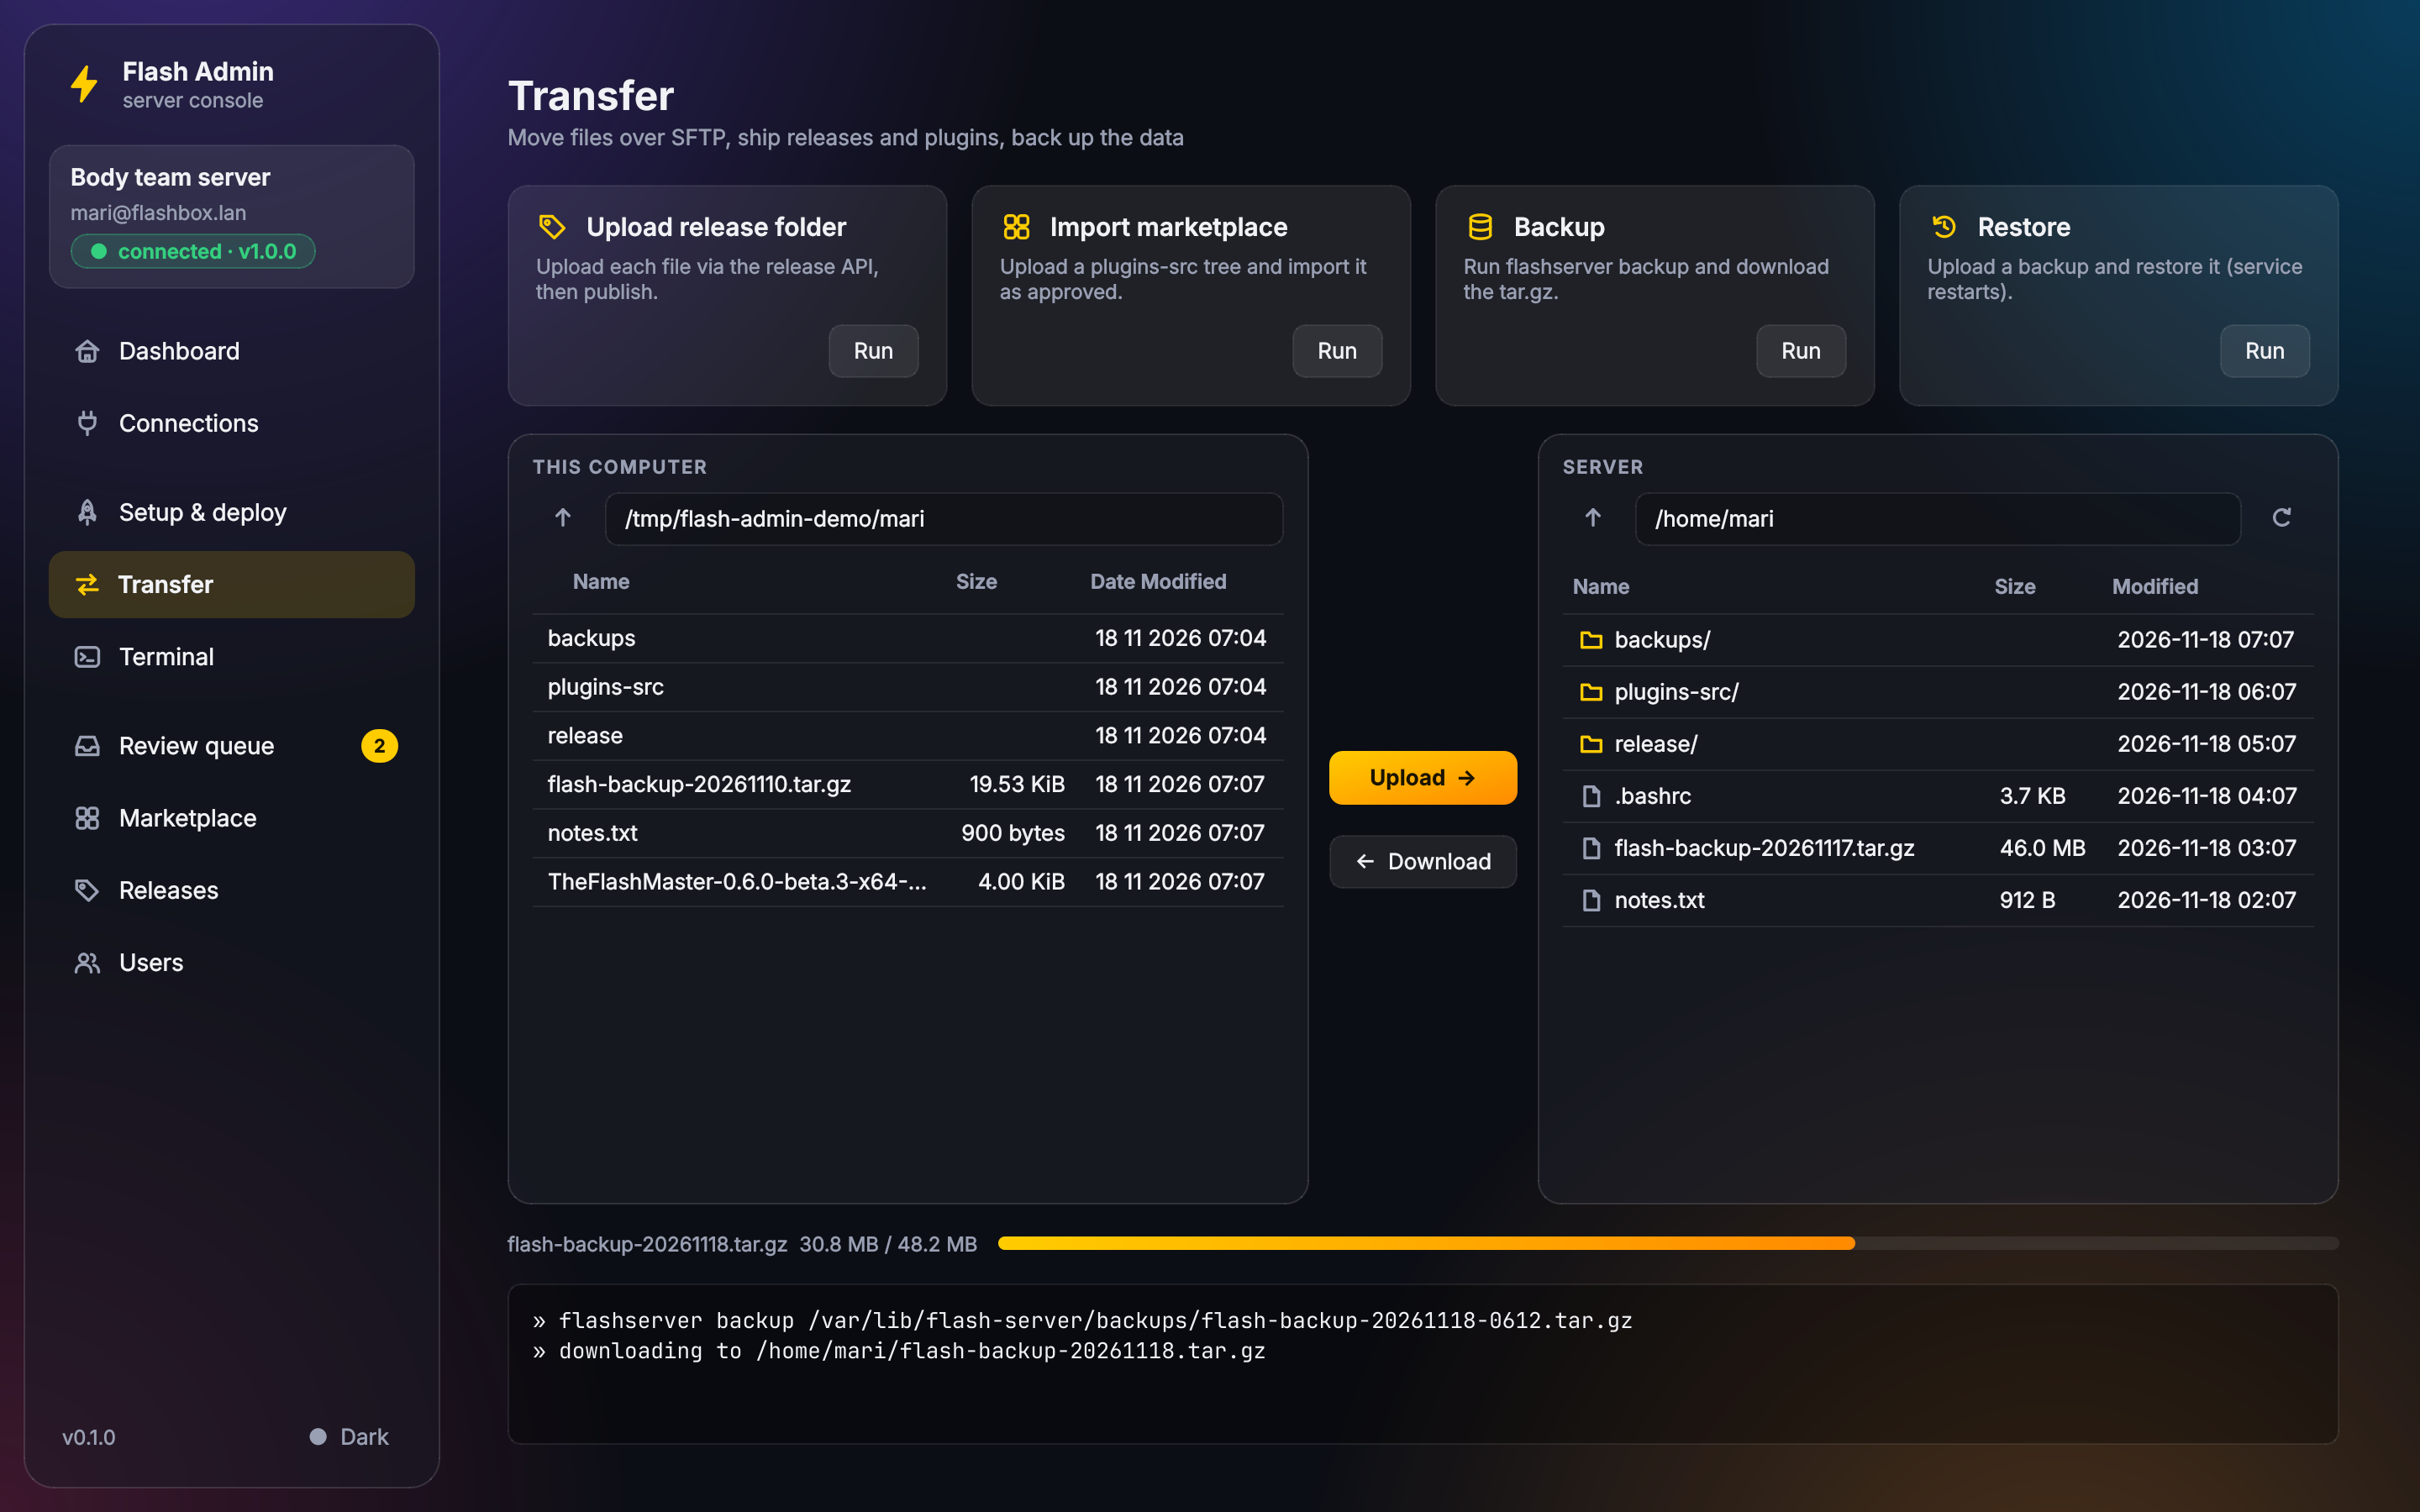 Flash Admin
server console
Body team server
mari@flashbox.lan
connected · v1.0.0
Dashboard
Connections
Setup & deploy
Transfer
Terminal
Review queue 2
Marketplace
Releases
Users
v0.1.0 Dark
Transfer
Move files over SFTP, ship releases and plugins, back up the data
Upload release folder
Upload each file via the release API,
then publish.
Run
Import marketplace
Upload a plugins-src tree and import it
as approved.
Run
Backup
Run flashserver backup and download
the tar.gz.
Run
Restore
Upload a backup and restore it (service
restarts).
Run
THIS COMPUTER
/tmp/flash-admin-demo/mari
Name Size Date Modified
backups 18 11 2026 07:04
plugins-src 18 11 2026 07:04
release 18 11 2026 07:04
flash-backup-20261110.tar.gz 19.53 KiB 18 11 2026 07:07
notes.txt 900 bytes 18 11 2026 07:07
TheFlashMaster-0.6.0-beta.3-x64-... 4.00 KiB 18 11 2026 07:07
Upload →
← Download
SERVER
/home/mari
Name Size Modified
backups/ 2026-11-18 07:07
plugins-src/ 2026-11-18 06:07
release/ 2026-11-18 05:07
.bashrc 3.7 KB 2026-11-18 04:07
flash-backup-20261117.tar.gz 46.0 MB 2026-11-18 03:07
notes.txt 912 B 2026-11-18 02:07
flash-backup-20261118.tar.gz 30.8 MB / 48.2 MB
» flashserver backup /var/lib/flash-server/backups/flash-backup-20261118-0612.tar.gz
» downloading to /home/mari/flash-backup-20261118.tar.gz